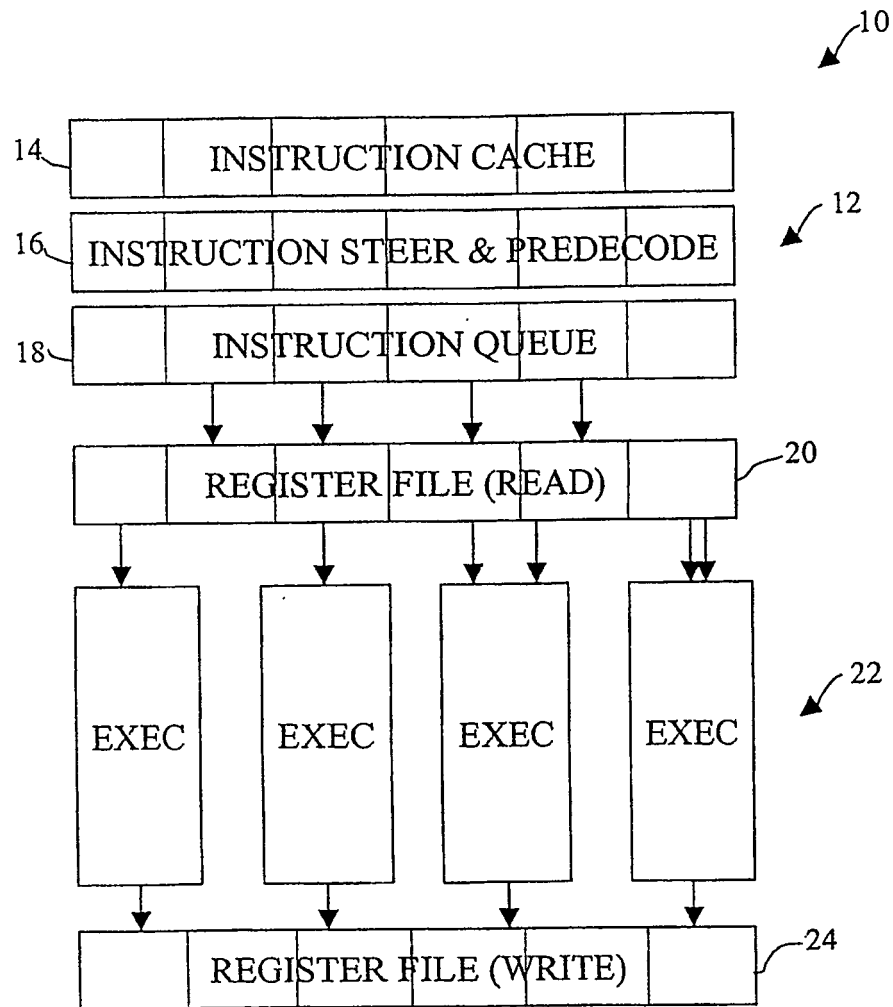 10
14
INSTRUCTION CACHE
12
16
INSTRUCTION STEER & PREDECODE
18
INSTRUCTION QUEUE
20
REGISTER FILE (READ)
EXEC
EXEC
EXEC
EXEC
22
24
REGISTER FILE (WRITE)